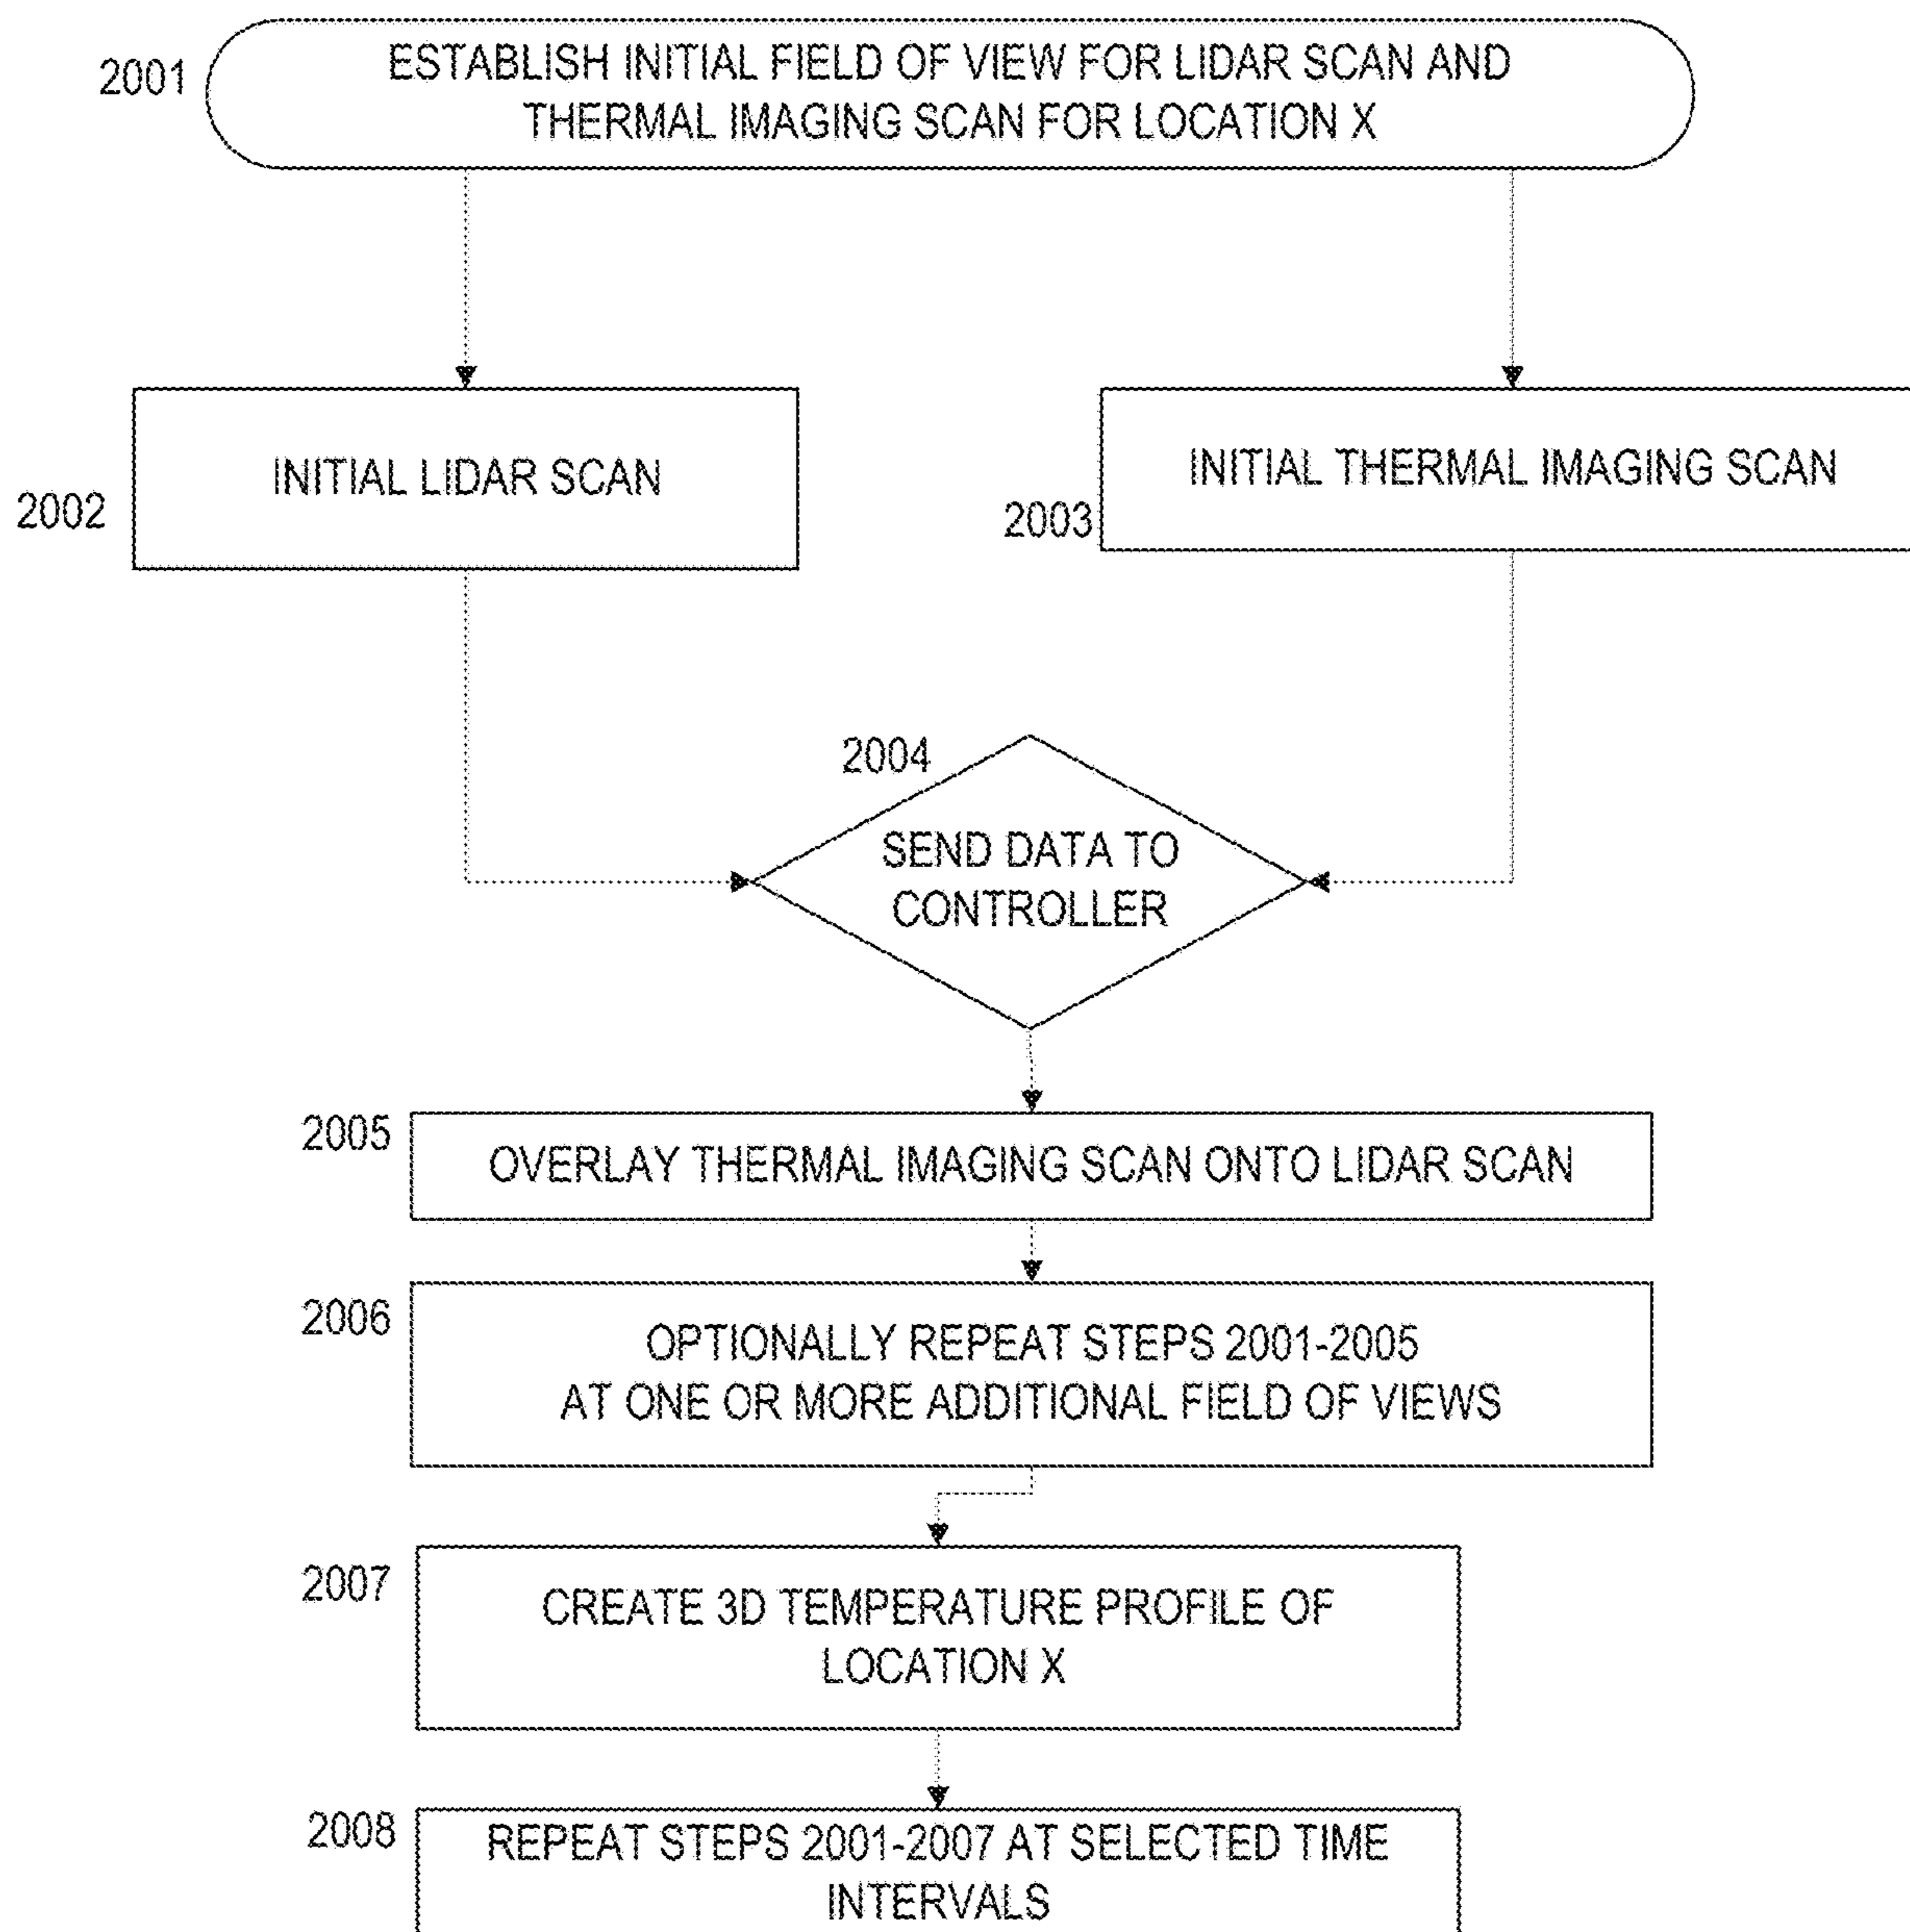 2001
ESTABLISH INITIAL FIELD OF VIEW FOR LIDAR SCAN AND
THERMAL IMAGING SCAN FOR LOCATION X
2002
INITIAL LIDAR SCAN
2003
INITIAL THERMAL IMAGING SCAN
2004
SEND DATA TO
CONTROLLER
2005
OVERLAY THERMAL IMAGING SCAN ONTO LIDAR SCAN
2006
OPTIONALLY REPEAT STEPS 2001-2005
AT ONE OR MORE ADDITIONAL FIELD OF VIEWS
2007
CREATE 3D TEMPERATURE PROFILE OF
LOCATION X
2008
REPEAT STEPS 2001-2007 AT SELECTED TIME
INTERVALS